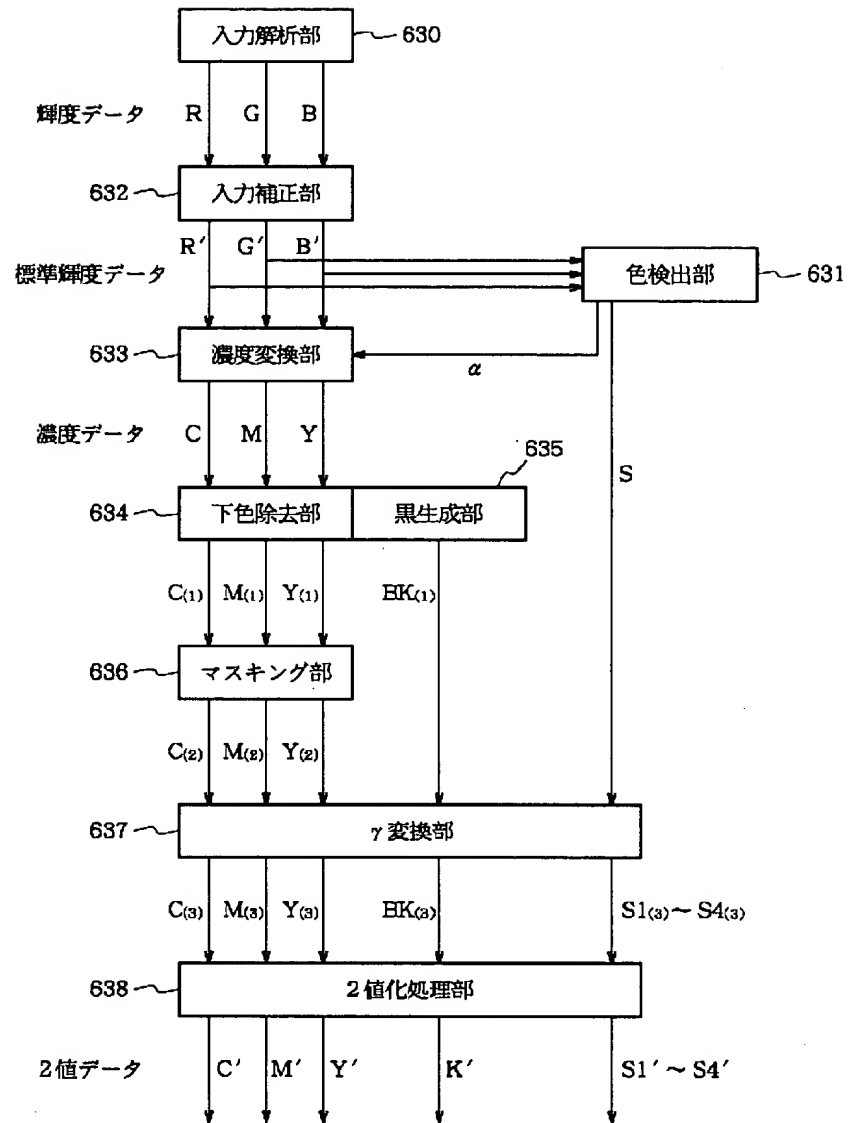 入力解析部 630
輝度データ R G B
632 入力補正部
R′ G′ B′
標準輝度データ
色検出部 631
633 濃度変換部
α
濃度データ C M Y
635
S
634 下色除去部 黒生成部
C(1) M(1) Y(1) BK(1)
636 マスキング部
C(2) M(2) Y(2)
637 γ変換部
C(3) M(3) Y(3) BK(3) S1(3)～S4(3)
638 2値化処理部
2値データ C′ M′ Y′ K′ S1′～S4′